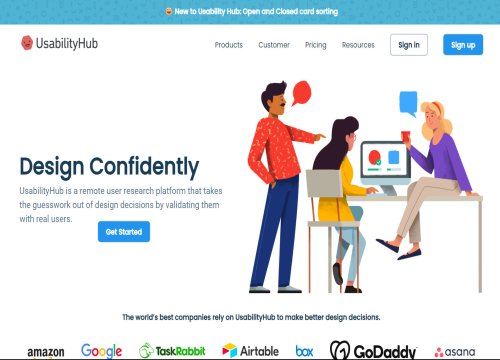 New to Usability Hub: Open and Closed card sorting
UsabilityHub
Products Customer Pricing Resources Sign in Sign up
Design Confidently
UsabilityHub is a remote user research platform that takes
the guesswork out of design decisions by validating them
with real users.
Get Started
The world's best companies rely on UsabilityHub to make better design decisions.
amazon Google TaskRabbit Airtable box GoDaddy asana